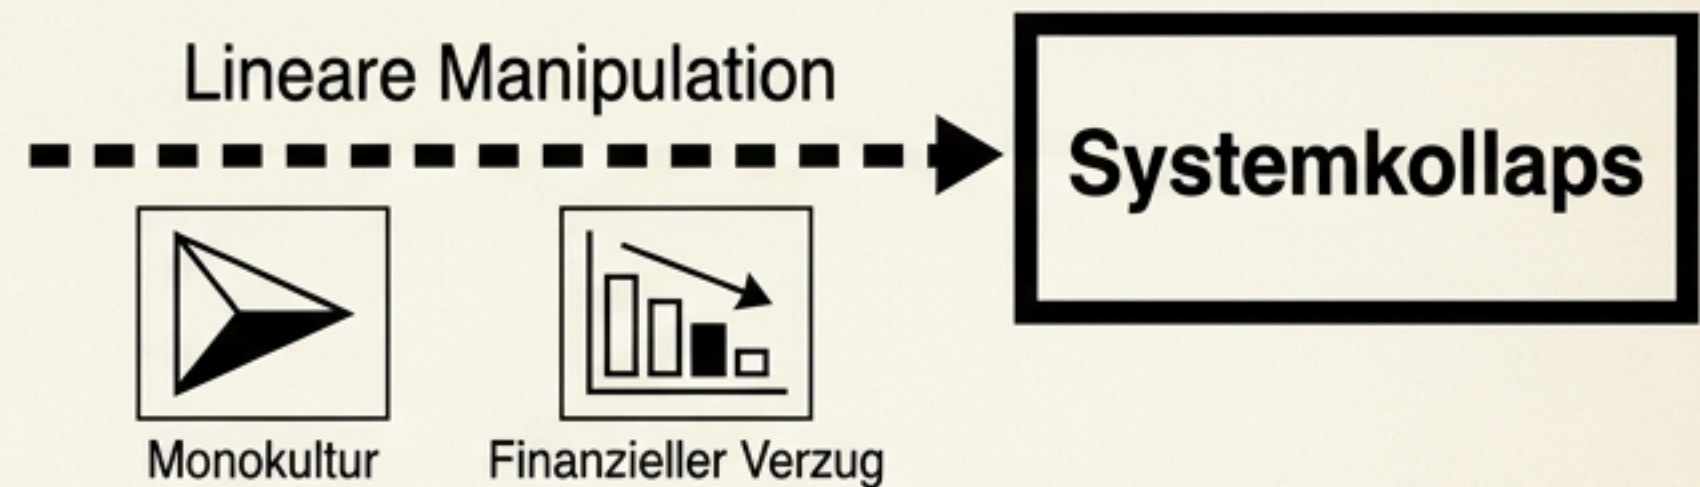 Lineare Manipulation
Systemkollaps
Monokultur
Finanzieller Verzug